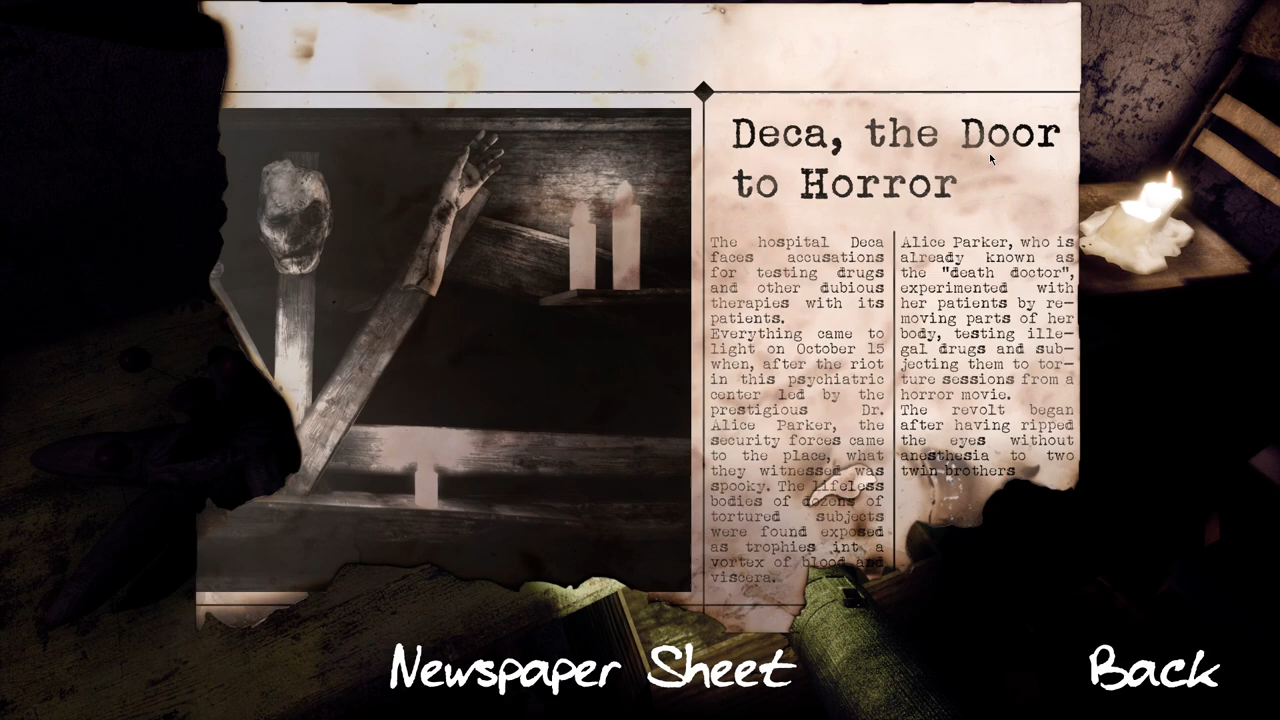 Deca, the Door
to Horror
The hospital Deca
faces accusations
for testing drugs
and other dubious
therapies with its
patients.
Everything came to
light on October 15
when, after the riot
in this psychiatric
center led by the
prestigious Dr.
Alice Parker, the
security forces came
to the place, what
they witnessed was
spooky. The lifeless
bodies of dozens of
tortured subjects
were found exposed
as trophies int a
vortex of blood and
viscera.
Alice Parker, who is
already known as
the "death doctor",
experimented with
her patients by re-
moving parts of her
body, testing ille-
gal drugs and sub-
jecting them to tor-
ture sessions from a
horror movie.
The revolt began
after having ripped
the eyes without
anesthesia to two
twin brothers
Newspaper Sheet
Back